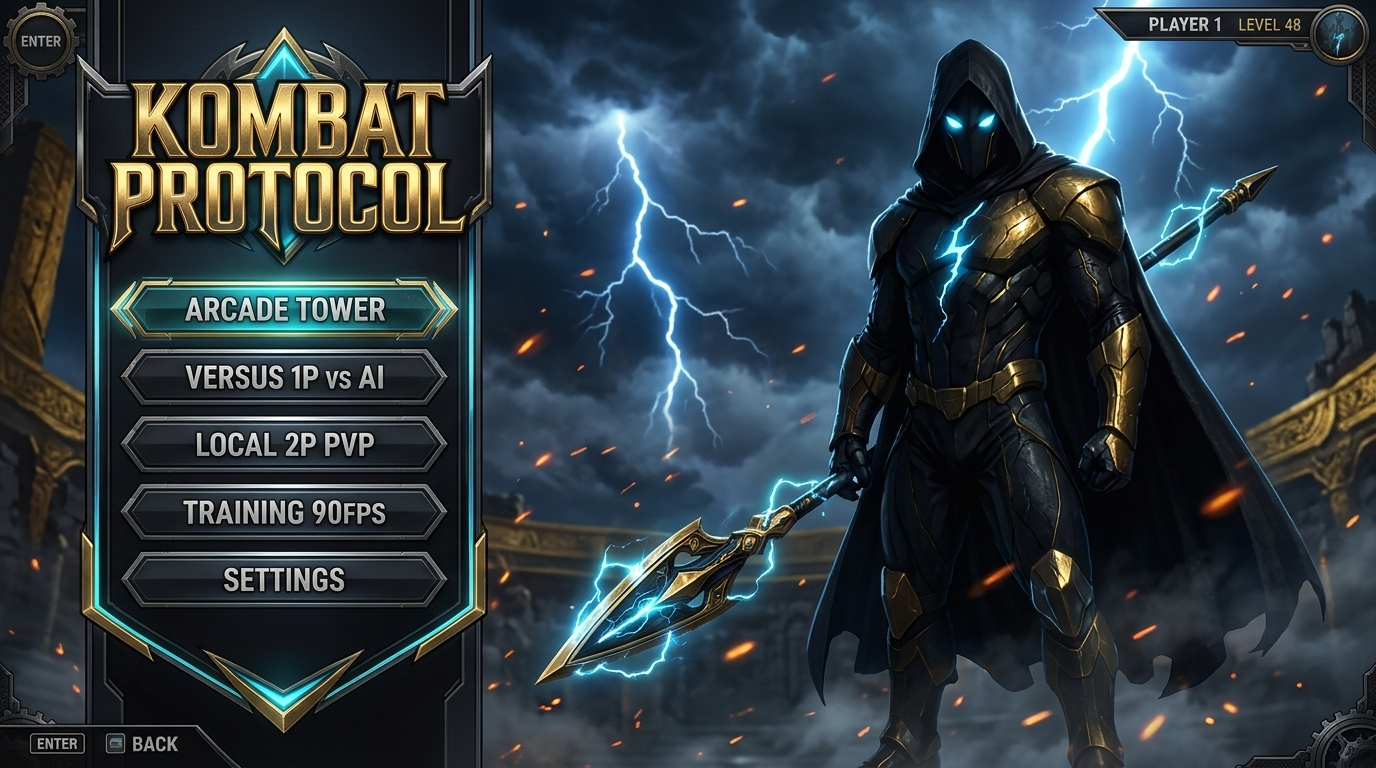 ENTER
PLAYER 1 LEVEL 48
KOMBAT
PROTOCOL
ARCADE TOWER
VERSUS 1P vs AI
LOCAL 2P PVP
TRAINING 90FPS
SETTINGS
ENTER BACK